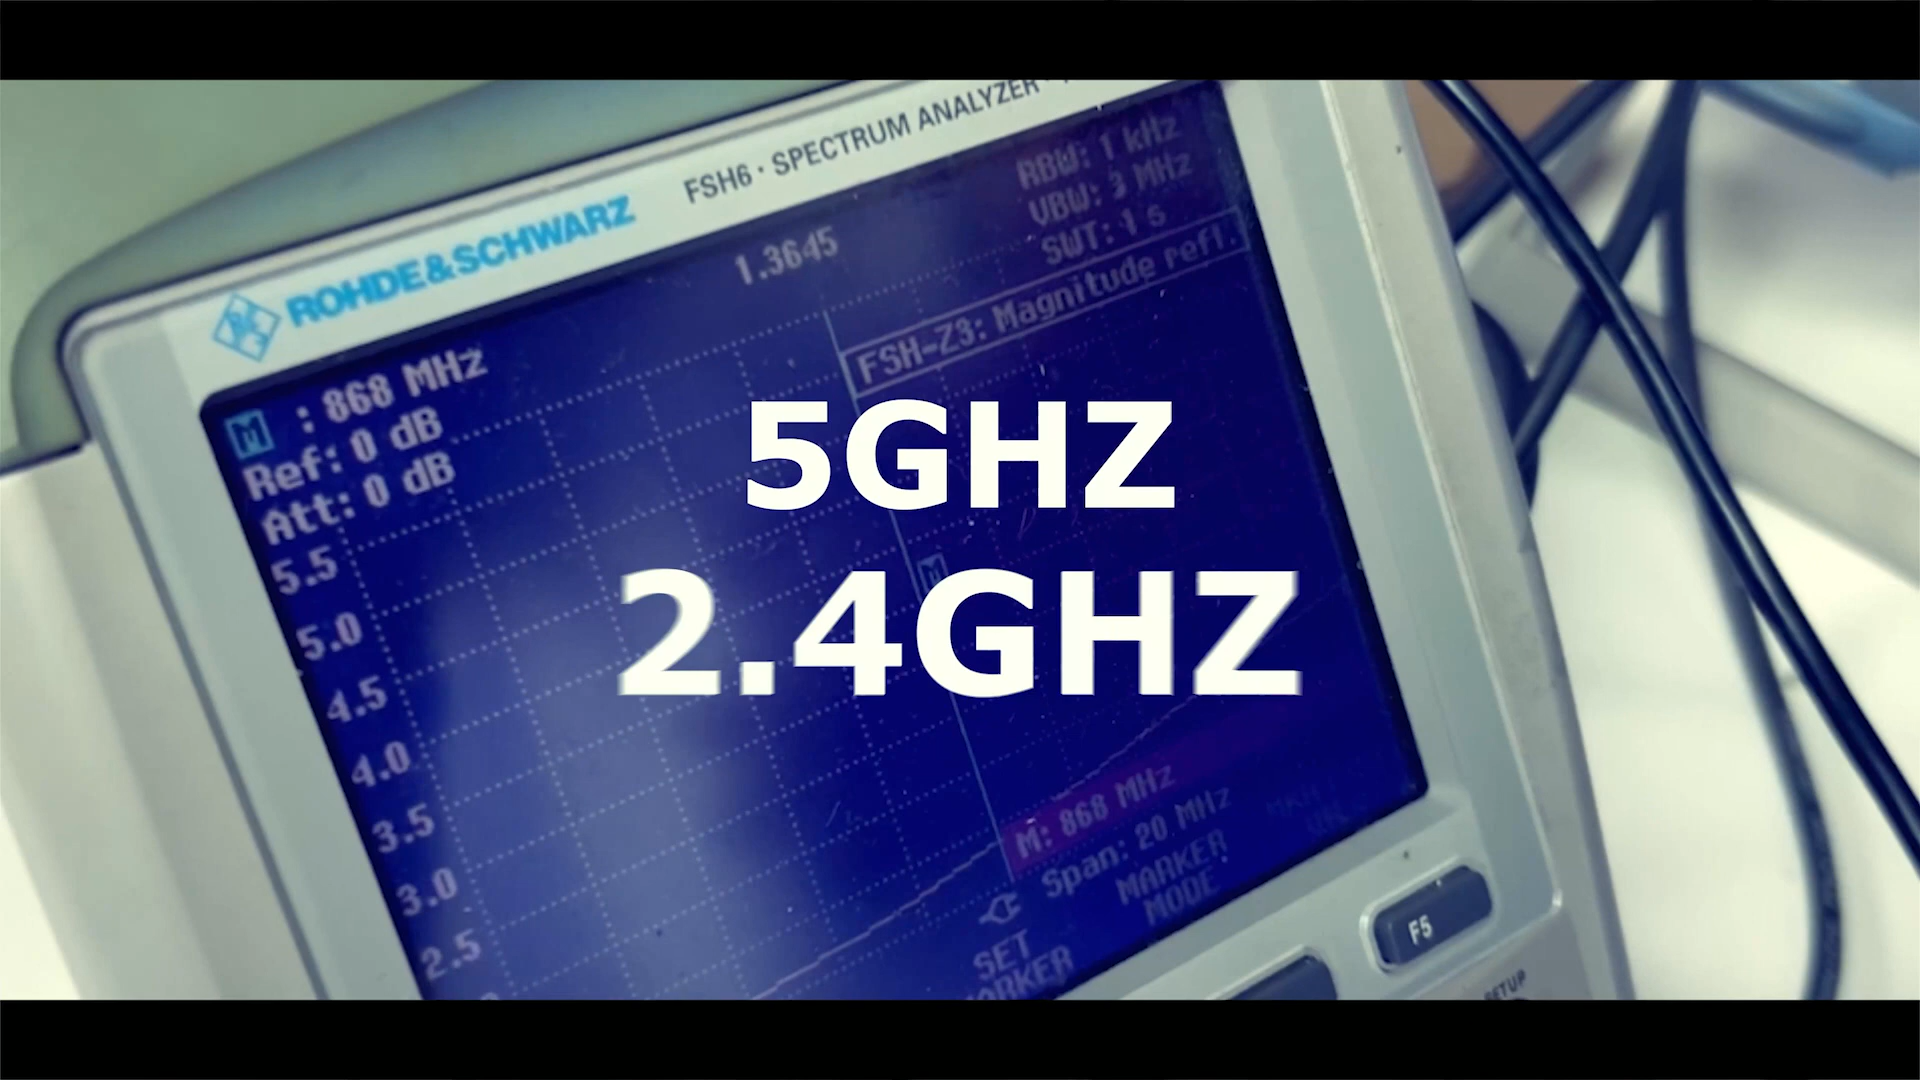 FSH6 · SPECTRUM ANALYZER
ROHDE&SCHWARZ
RBW: 1 kHz
VBW: 3 MHz
SWT: 1 s
1.3645
FSH-Z3: Magnitude refl.
M : 868 MHz
Ref: 0 dB
Att: 0 dB
5GHZ
2.4GHZ
M
5.5
5.0
4.5
4.0
3.5
3.0
2.5
M: 868 MHz
Span: 20 MHz
MARKER
MODE
SET
F5
SETUP